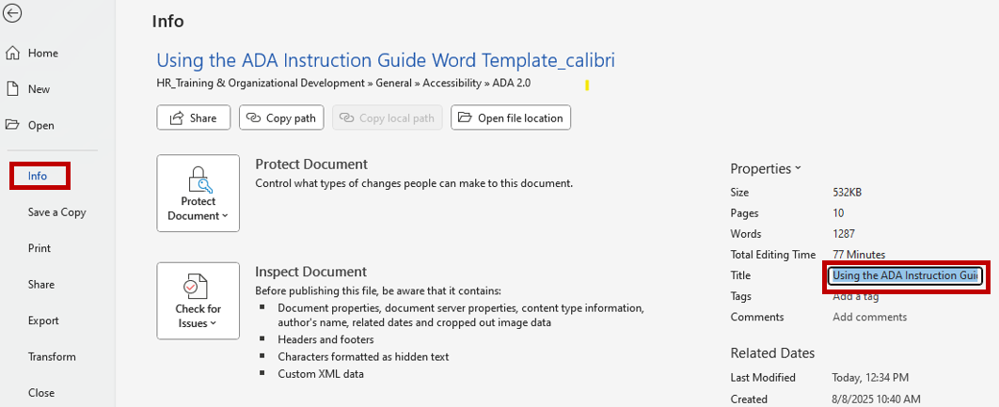 Info
Home
New
Open
Info
Save a Copy
Print
Share
Export
Transform
Close
Using the ADA Instruction Guide Word Template_calibri
HR_Training & Organizational Development » General » Accessibility » ADA 2.0
Share
Copy path
Copy local path
Open file location
Protect Document
Protect Document
Control what types of changes people can make to this document.
Check for Issues
Inspect Document
Before publishing this file, be aware that it contains:
Document properties, document server properties, content type information,
author's name, related dates and cropped out image data
Headers and footers
Characters formatted as hidden text
Custom XML data
Properties
Size 532KB
Pages 10
Words 1287
Total Editing Time 77 Minutes
Title Using the ADA Instruction Gui
Tags Add a tag
Comments Add comments
Related Dates
Last Modified Today, 12:34 PM
Created 8/8/2025 10:40 AM